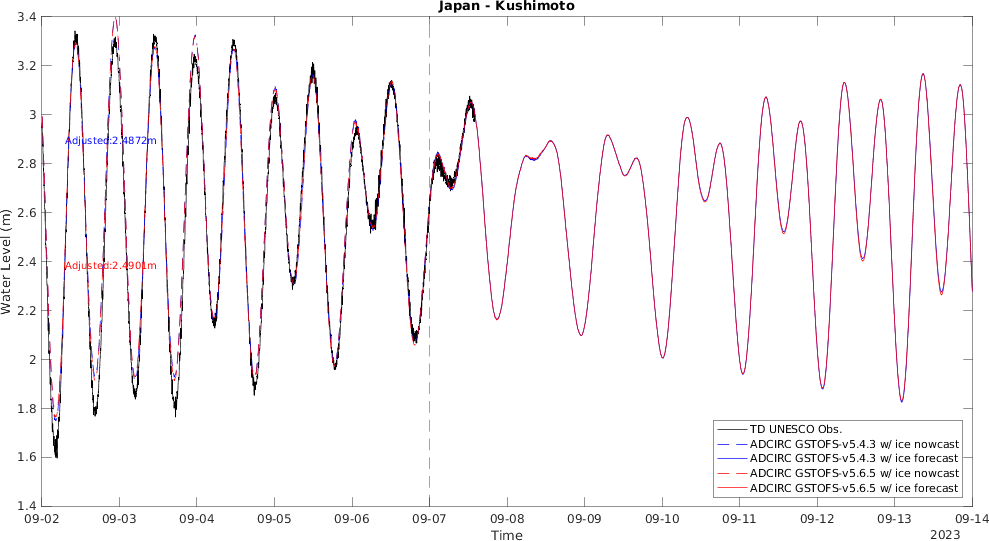 Japan - Kushimoto
3.4
3.2
3
2.8
2.6
2.4
2.2
2
1.8
1.6
1.4
Water Level (m)
Adjusted:2.4872m
Adjusted:2.4901m
TD UNESCO Obs.
ADCIRC GSTOFS-v5.4.3 w/ ice nowcast
ADCIRC GSTOFS-v5.4.3 w/ ice forecast
ADCIRC GSTOFS-v5.6.5 w/ ice nowcast
ADCIRC GSTOFS-v5.6.5 w/ ice forecast
09-02 09-03 09-04 09-05 09-06 09-07 09-08 09-09 09-10 09-11 09-12 09-13 09-14
Time
2023